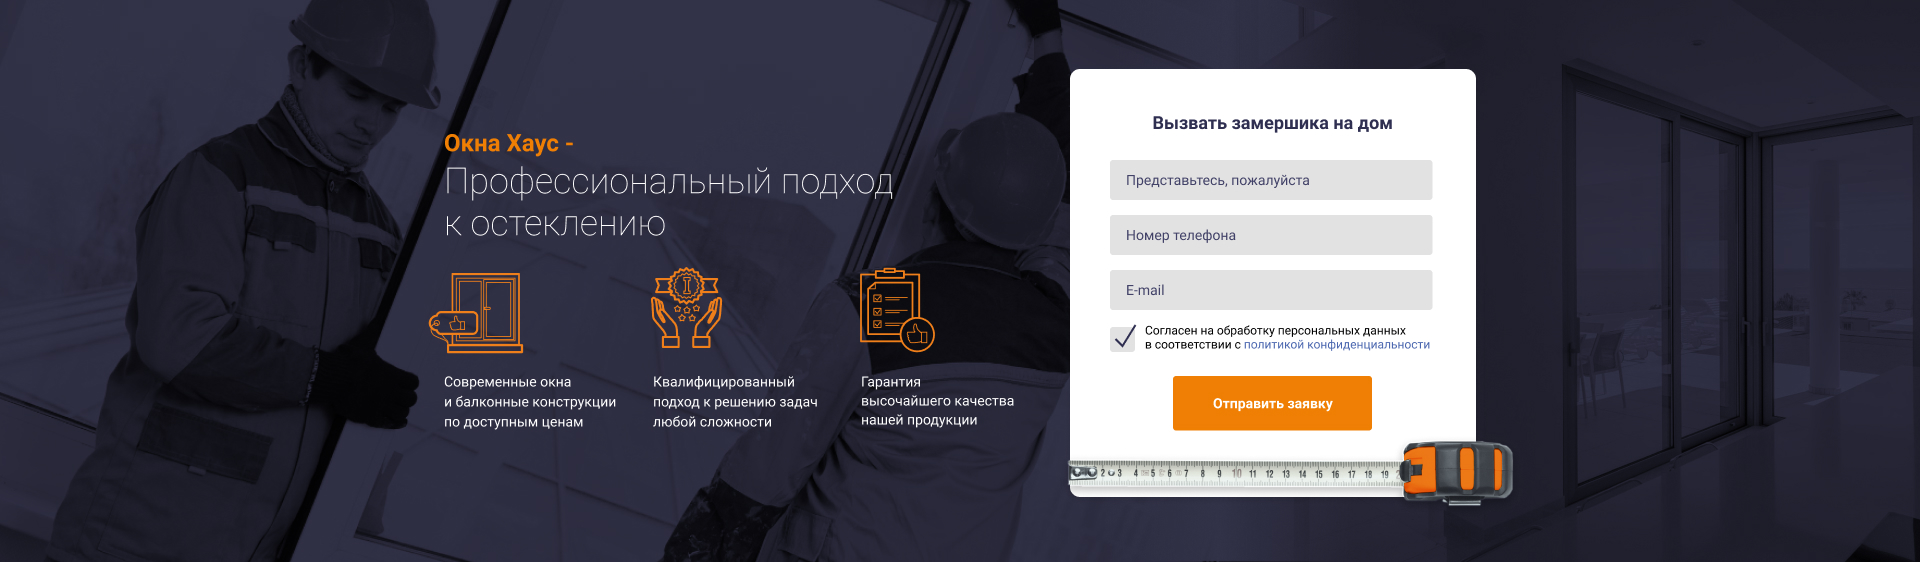 Окна Хаус -
Профессиональный подход
к остеклению
Современные окна
и балконные конструкции
по доступным ценам
Квалифицированный
подход к решению задач
любой сложности
Гарантия
высочайшего качества
нашей продукции
Вызвать замершика на дом
Представьтесь, пожалуйста
Номер телефона
E-mail
Согласен на обработку персональных данных
в соответствии с политикой конфиденциальности
Отправить заявку
2 3 4 5 6 7 8 9 10 11 12 13 14 15 16 17 18 19